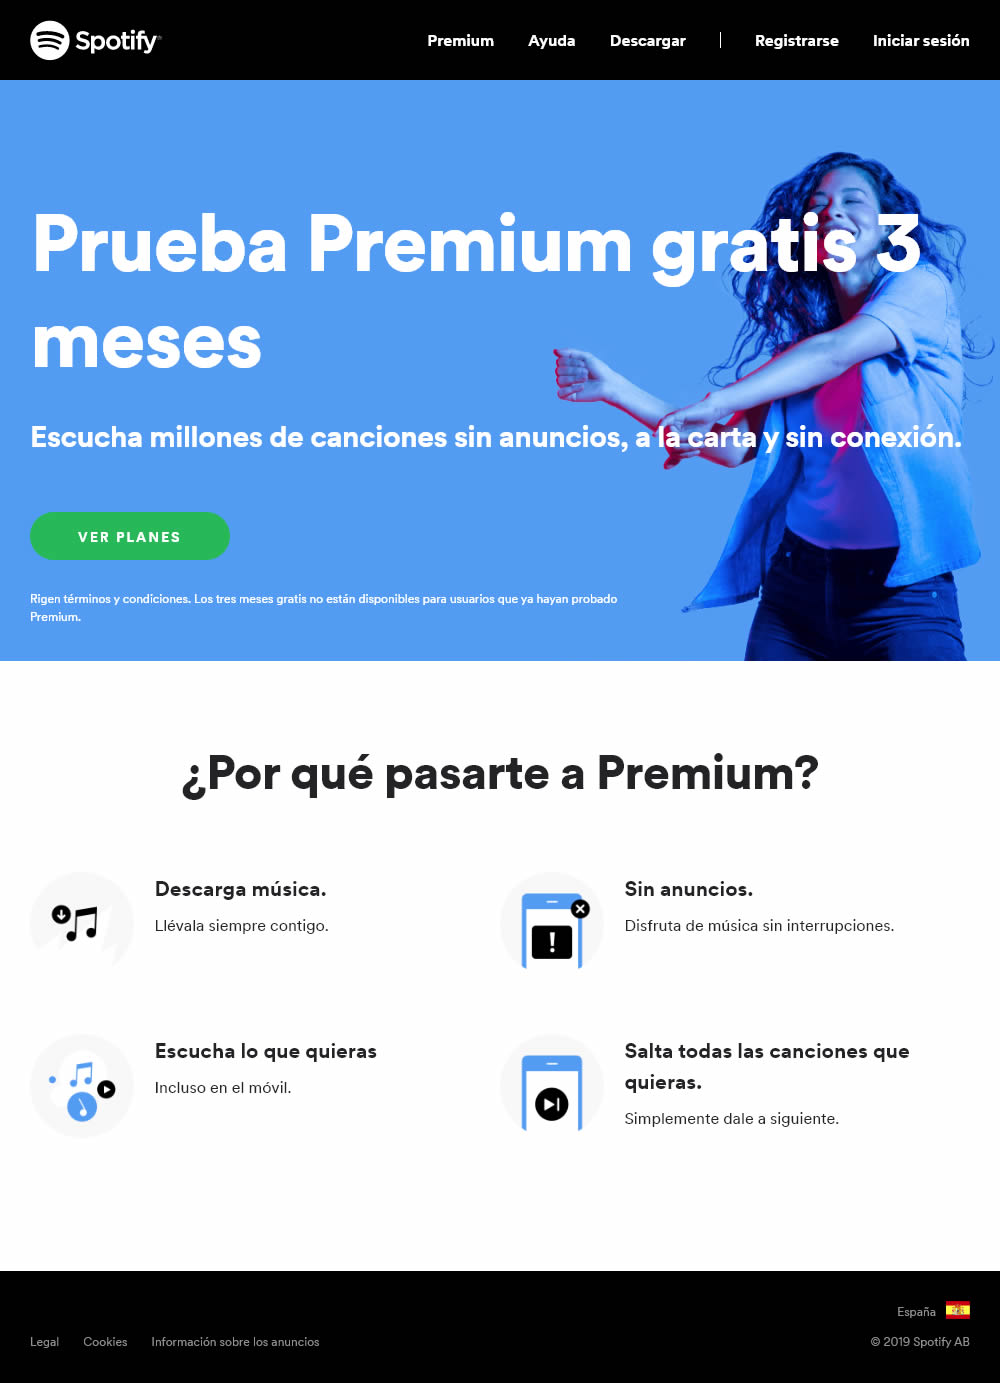 Spotify
Premium
Ayuda
Descargar
Registrarse
Iniciar sesión
Prueba Premium gratis 3
meses
Escucha millones de canciones sin anuncios, a la carta y sin conexión.
VER PLANES
Rigen términos y condiciones. Los tres meses gratis no están disponibles para usuarios que ya hayan probado
Premium.
¿Por qué pasarte a Premium?
Descarga música.
Llévala siempre contigo.
Sin anuncios.
Disfruta de música sin interrupciones.
Escucha lo que quieras
Incluso en el móvil.
Salta todas las canciones que
quieras.
Simplemente dale a siguiente.
España
Legal
Cookies
Información sobre los anuncios
© 2019 Spotify AB